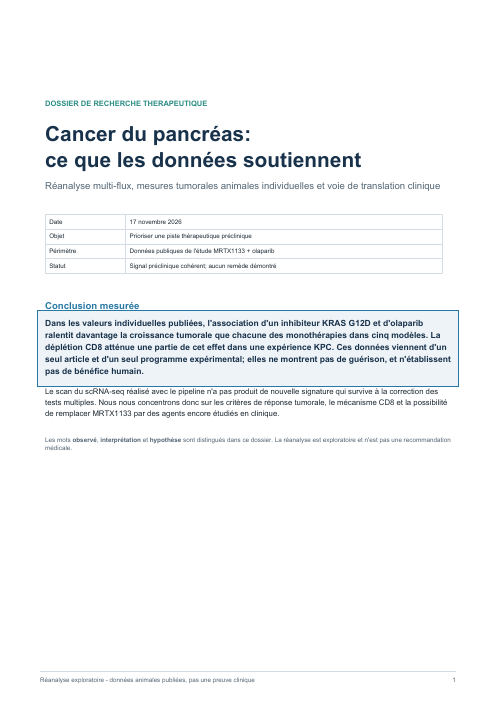 DOSSIER DE RECHERCHE THERAPEUTIQUE
Cancer du pancréas:
ce que les données soutiennent
Réanalyse multi-flux, mesures tumorales animales individuelles et voie de translation clinique
Date 17 novembre 2026
Objet Prioriser une piste thérapeutique préclinique
Périmètre Données publiques de l'étude MRTX1133 + olaparib
Statut Signal préclinique cohérent; aucun remède démontré
Conclusion mesurée
Dans les valeurs individuelles publiées, l'association d'un inhibiteur KRAS G12D et d'olaparib
ralentit davantage la croissance tumorale que chacune des monothérapies dans cinq modèles. La
déplétion CD8 atténue une partie de cet effet dans une expérience KPC. Ces données viennent d'un
seul article et d'un seul programme expérimental; elles ne montrent pas de guérison, et n'établissent
pas de bénéfice humain.
Le scan du scRNA-seq réalisé avec le pipeline n'a pas produit de nouvelle signature qui survive à la correction des
tests multiples. Nous nous concentrons donc sur les critères de réponse tumorale, le mécanisme CD8 et la possibilité
de remplacer MRTX1133 par des agents encore étudiés en clinique.
Les mots observé, interprétation et hypothèse sont distingués dans ce dossier. La réanalyse est exploratoire et n'est pas une recommandation
médicale.
Réanalyse exploratoire - données animales publiées, pas une preuve clinique 1